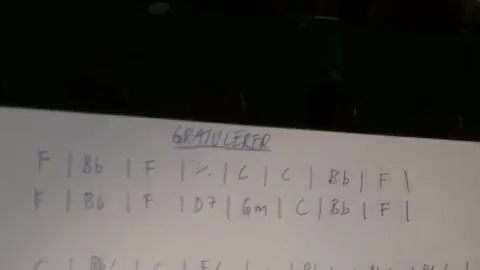 GRATULERER
F | Bb | F | ٪ | C | C | Bb | F |
F | Bb | F | D7 | Gm | C | Bb | F |